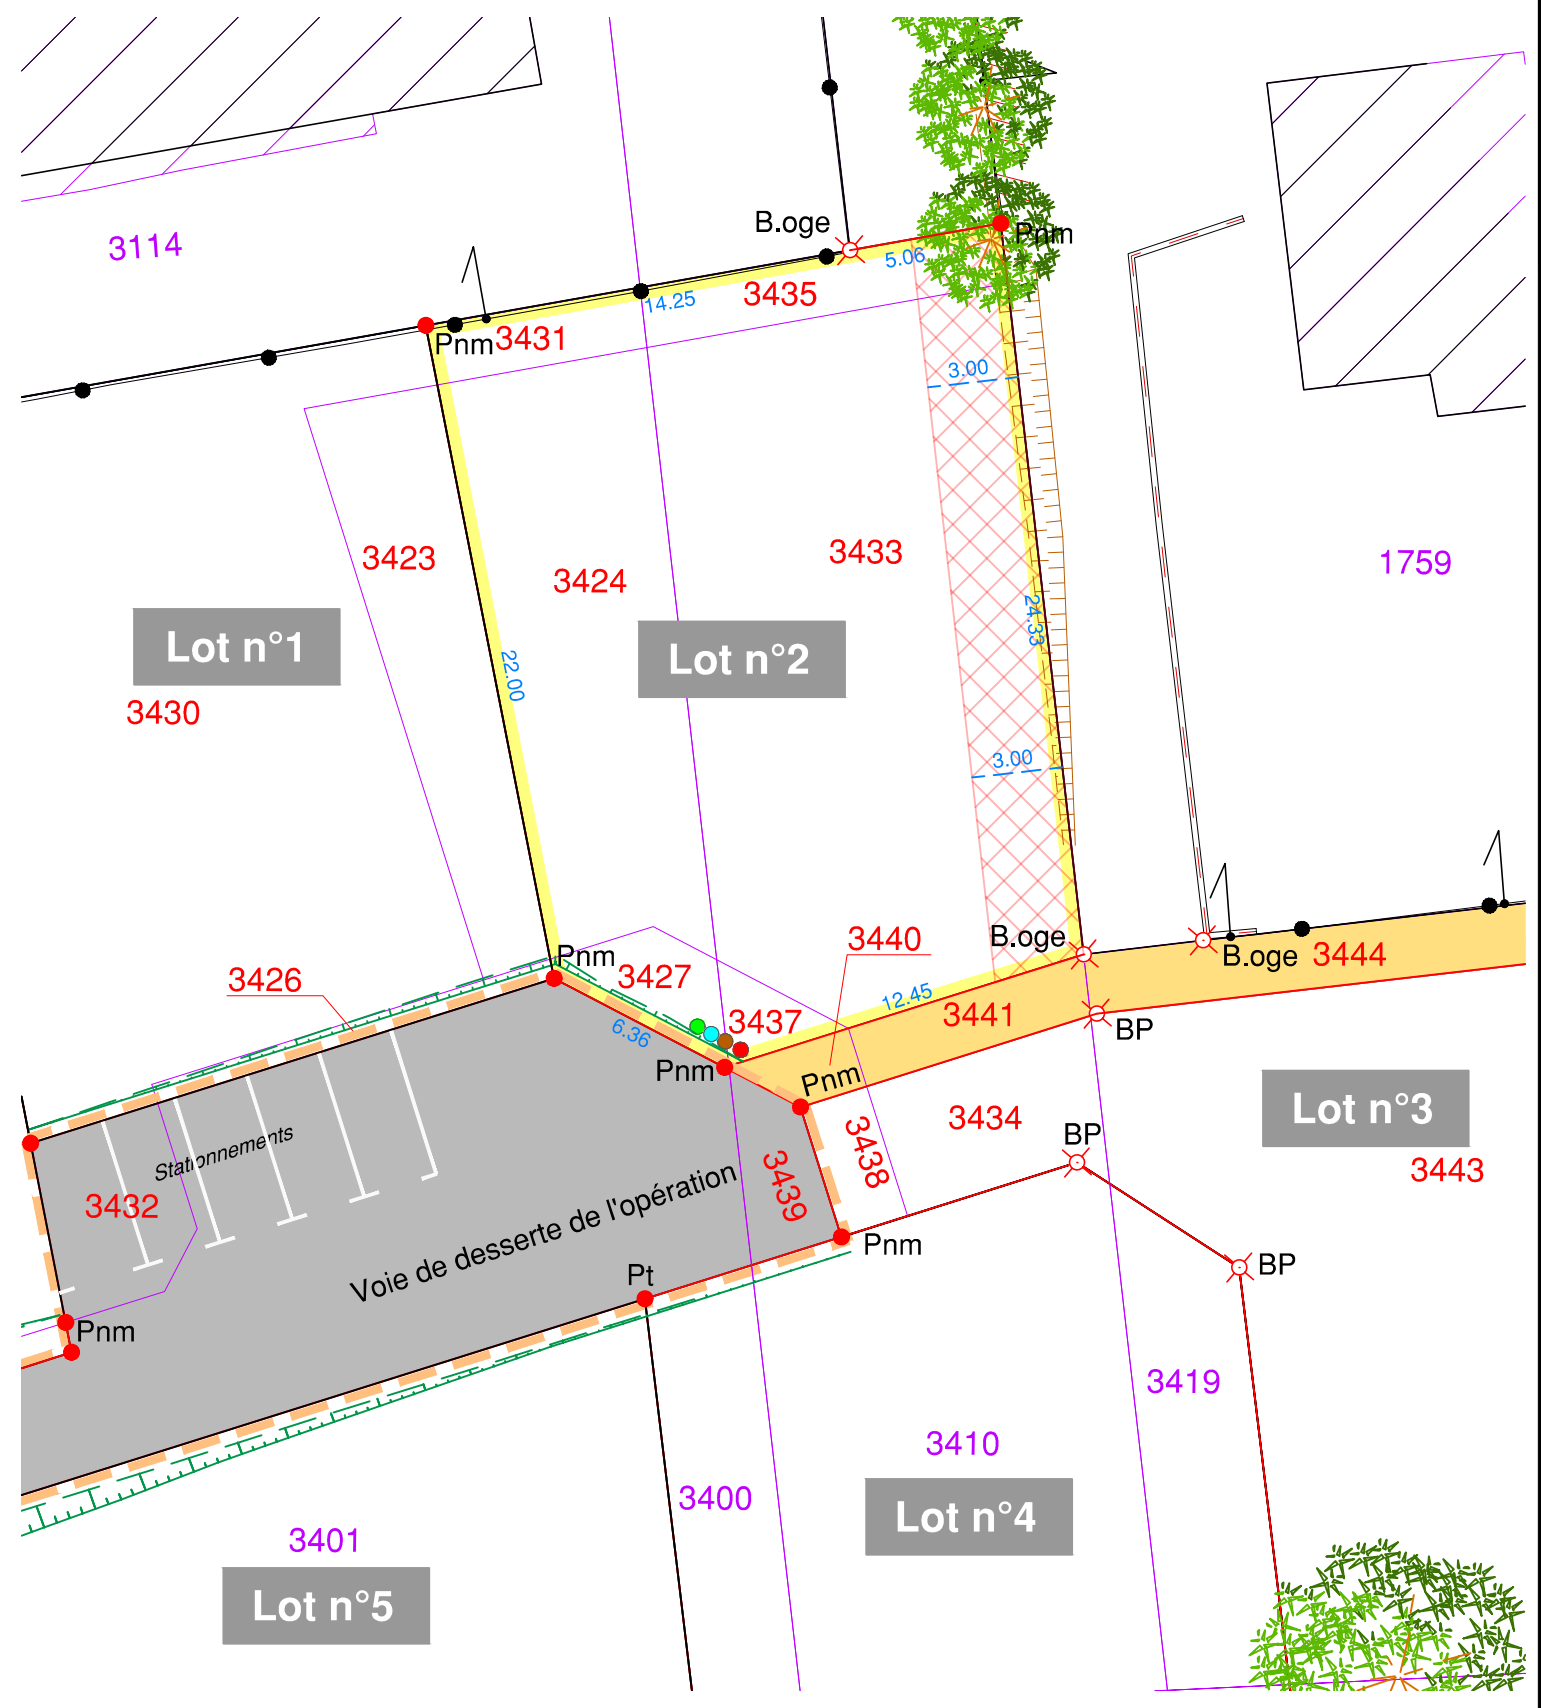 3114
B.oge
Pnm
5.06
3435
14.25
3431
Pnm
3.00
3423
3424
3433
1759
24.33
Lot n°1
Lot n°2
22.00
3430
3.00
3440
B.oge
B.oge
3444
Pnm
3427
3426
12.45
3441
3437
6.36
BP
Pnm
Pnm
3434
Lot n°3
BP
3438
3443
Stationnements
3439
3432
Voie de desserte de l'opération
Pnm
BP
Pt
Pnm
3419
3410
3400
Lot n°4
3401
Lot n°5